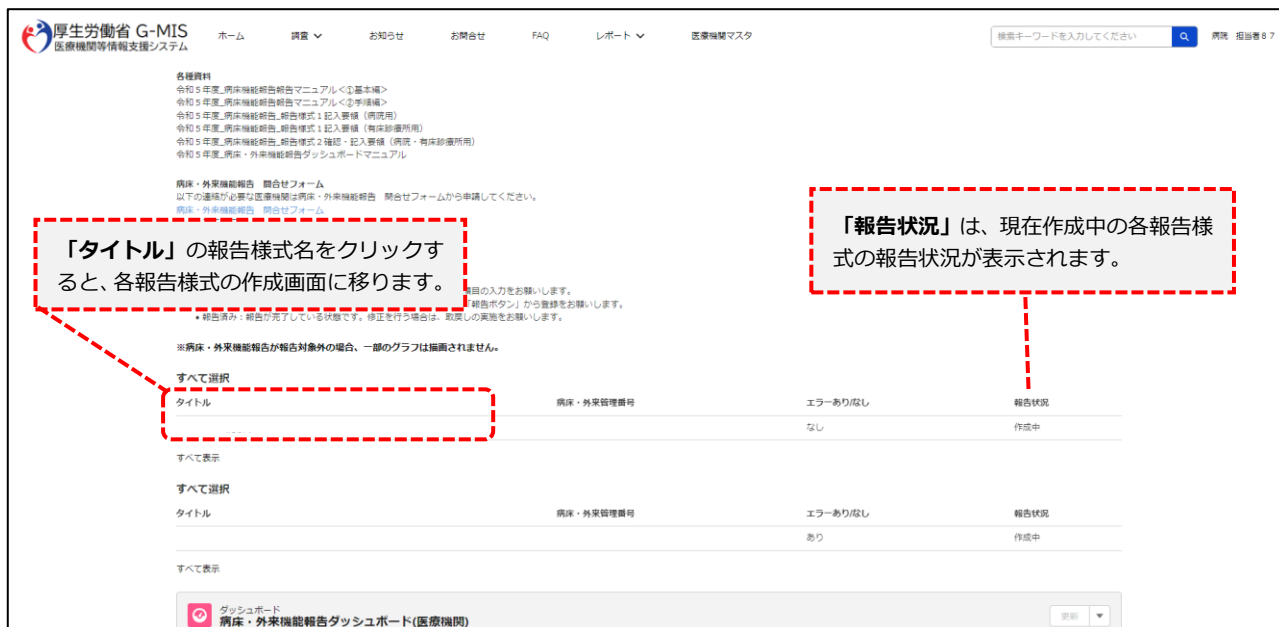 厚生労働省 G-MIS
医療機関等情報支援システム
ホーム
調査
お知らせ
お問合せ
FAQ
レポート
医療機関マスタ
検索キーワードを入力してください
病院 担当者87
各種資料
令和5年度_病床機能報告報告マニュアル<①基本編>
令和5年度_病床機能報告報告マニュアル<②手順編>
令和5年度_病床機能報告_報告様式1記入要領(病院用)
令和5年度_病床機能報告_報告様式1記入要領(有床診療所用)
令和5年度_病床機能報告_報告様式2確認・記入要領(病院・有床診療所用)
令和5年度_病床・外来機能報告ダッシュボードマニュアル
病床・外来機能報告 問合せフォーム
以下の連絡が必要な医療機関は病床・外来機能報告 問合せフォームから申請してください。
病床・外来機能報告 問合せフォーム
「タイトル」の報告様式名をクリックす
ると、各報告様式の作成画面に移ります。
「報告状況」は、現在作成中の各報告様
式の報告状況が表示されます。
項目の入力をお願いします。
「報告ボタン」から登録をお願いします。
• 報告済み:報告が完了している状態です。修正を行う場合は、取戻しの実施をお願いします。
※病床・外来機能報告が報告対象外の場合、一部のグラフは描画されません。
すべて選択
タイトル 病床・外来管理番号 エラーあり/なし 報告状況
なし 作成中
すべて表示
すべて選択
タイトル 病床・外来管理番号 エラーあり/なし 報告状況
あり 作成中
すべて表示
ダッシュボード
病床・外来機能報告ダッシュボード(医療機関)
更新